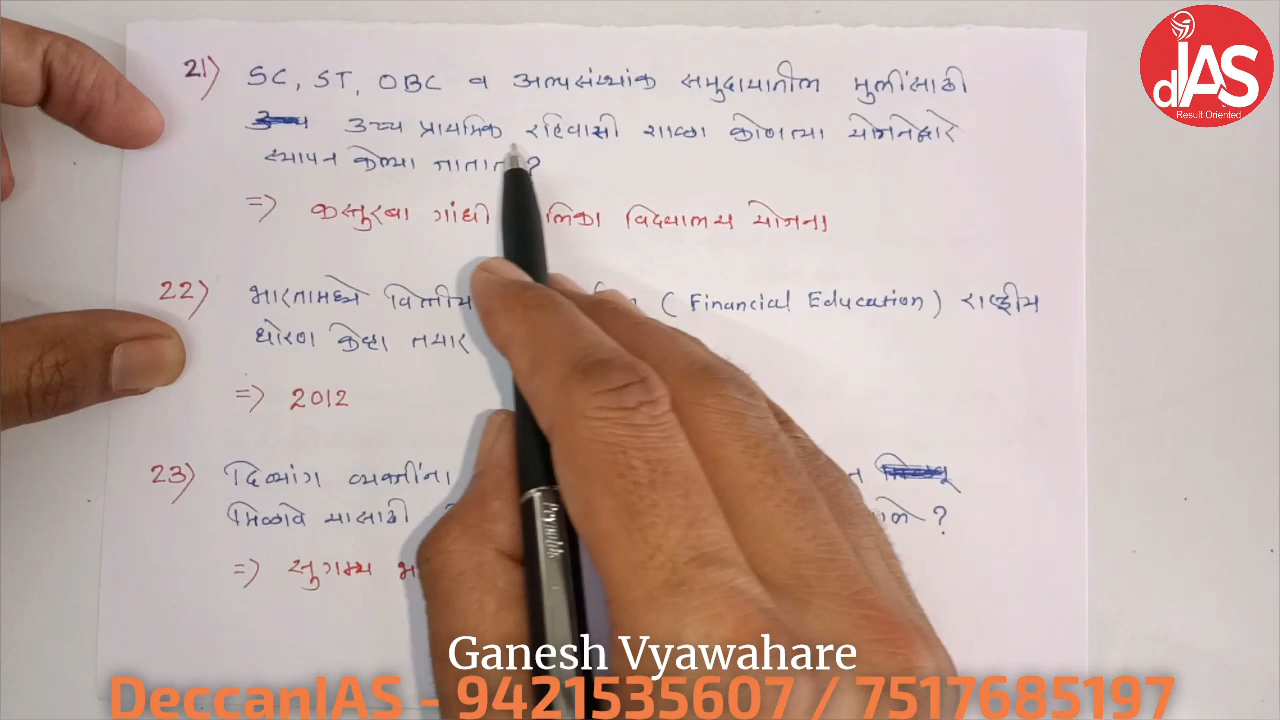 dIAS
Result Oriented
21) SC, ST, OBC व अल्पसंख्यांक समुदायातील मुलींसाठी
उच्च प्राथमिक रहिवासी शाळा कोणत्या योजनेद्वारे
स्थापन केल्या जातात ?
=> कस्तुरबा गांधी लिका विद्यालय योजना
22) भारतामध्ये वित्तीय ( Financial Education ) राष्ट्रीय
धोरण केव्हा तयार
=> 2012
23) दिव्यांग व्यक्तींना
मिळावे यासाठी ?
=> सुगम्य भ
Ganesh Vyawahare
DeccanIAS - 9421535607 / 7517685197